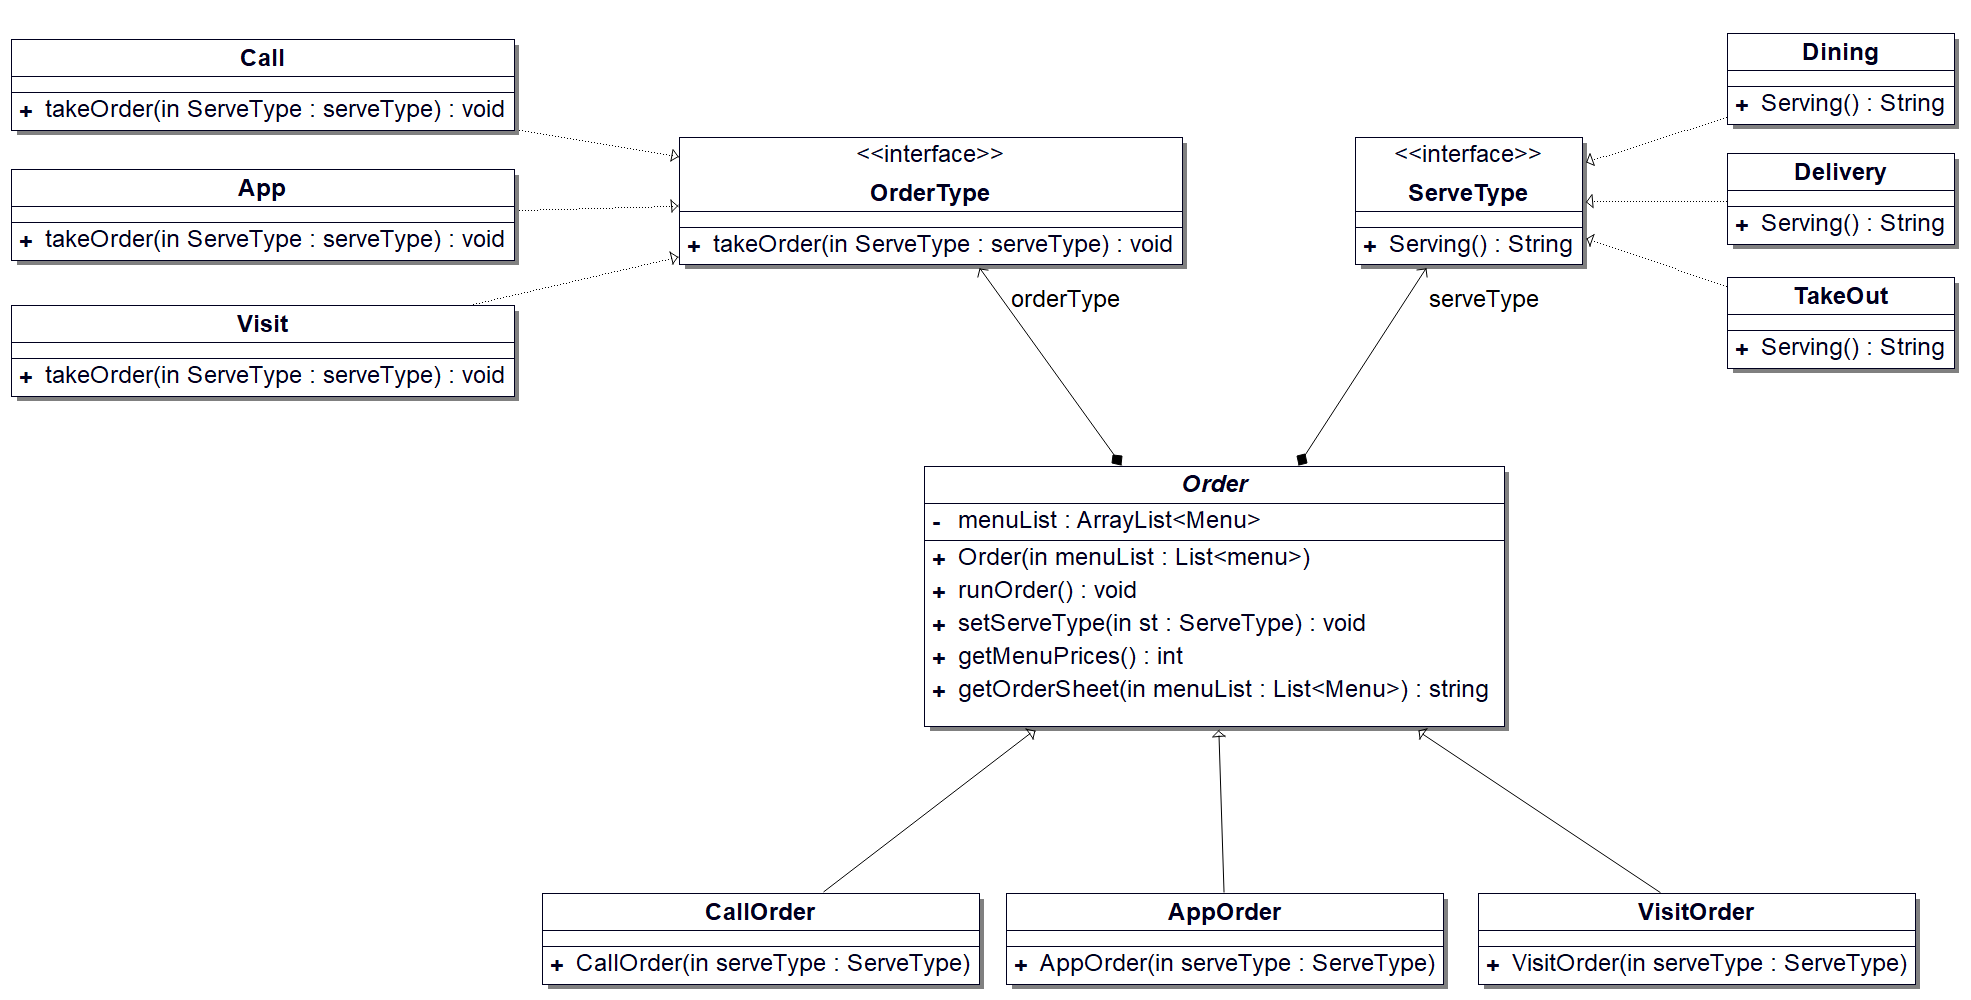 Call
+ takeOrder(in ServeType : serveType) : void
App
+ takeOrder(in ServeType : serveType) : void
Visit
+ takeOrder(in ServeType : serveType) : void
<<interface>>
OrderType
+ takeOrder(in ServeType : serveType) : void
<<interface>>
ServeType
+ Serving() : String
Dining
+ Serving() : String
Delivery
+ Serving() : String
TakeOut
+ Serving() : String
orderType
serveType
Order
- menuList : ArrayList<Menu>
+ Order(in menuList : List<menu>)
+ runOrder() : void
+ setServeType(in st : ServeType) : void
+ getMenuPrices() : int
+ getOrderSheet(in menuList : List<Menu>) : string
CallOrder
+ CallOrder(in serveType : ServeType)
AppOrder
+ AppOrder(in serveType : ServeType)
VisitOrder
+ VisitOrder(in serveType : ServeType)